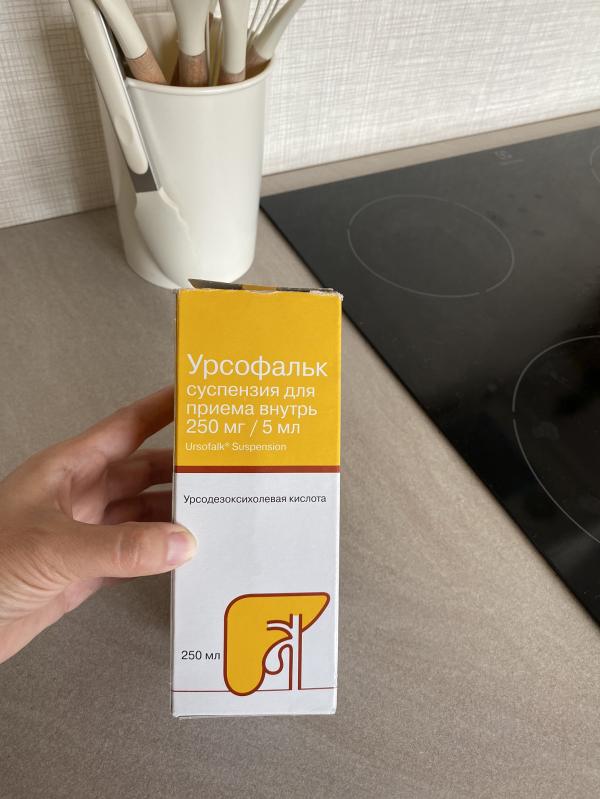 Урсофальк
суспензия для
приема внутрь
250 мг / 5 мл
Ursofalk® Suspension
Урсодезоксихолевая кислота
250 мл